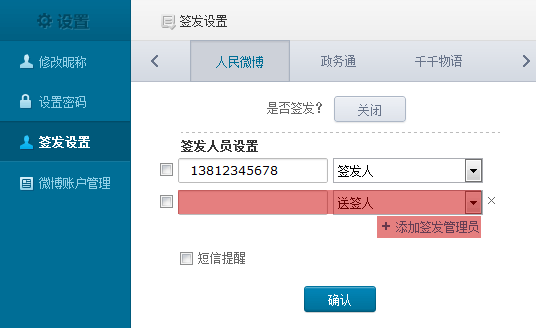 设置
修改昵称
设置密码
签发设置
微博账户管理
签发设置
人民微博 政务通 千千物语
是否签发? 关闭
签发人员设置
13812345678 签发人
送签人
+ 添加签发管理员
短信提醒
确认